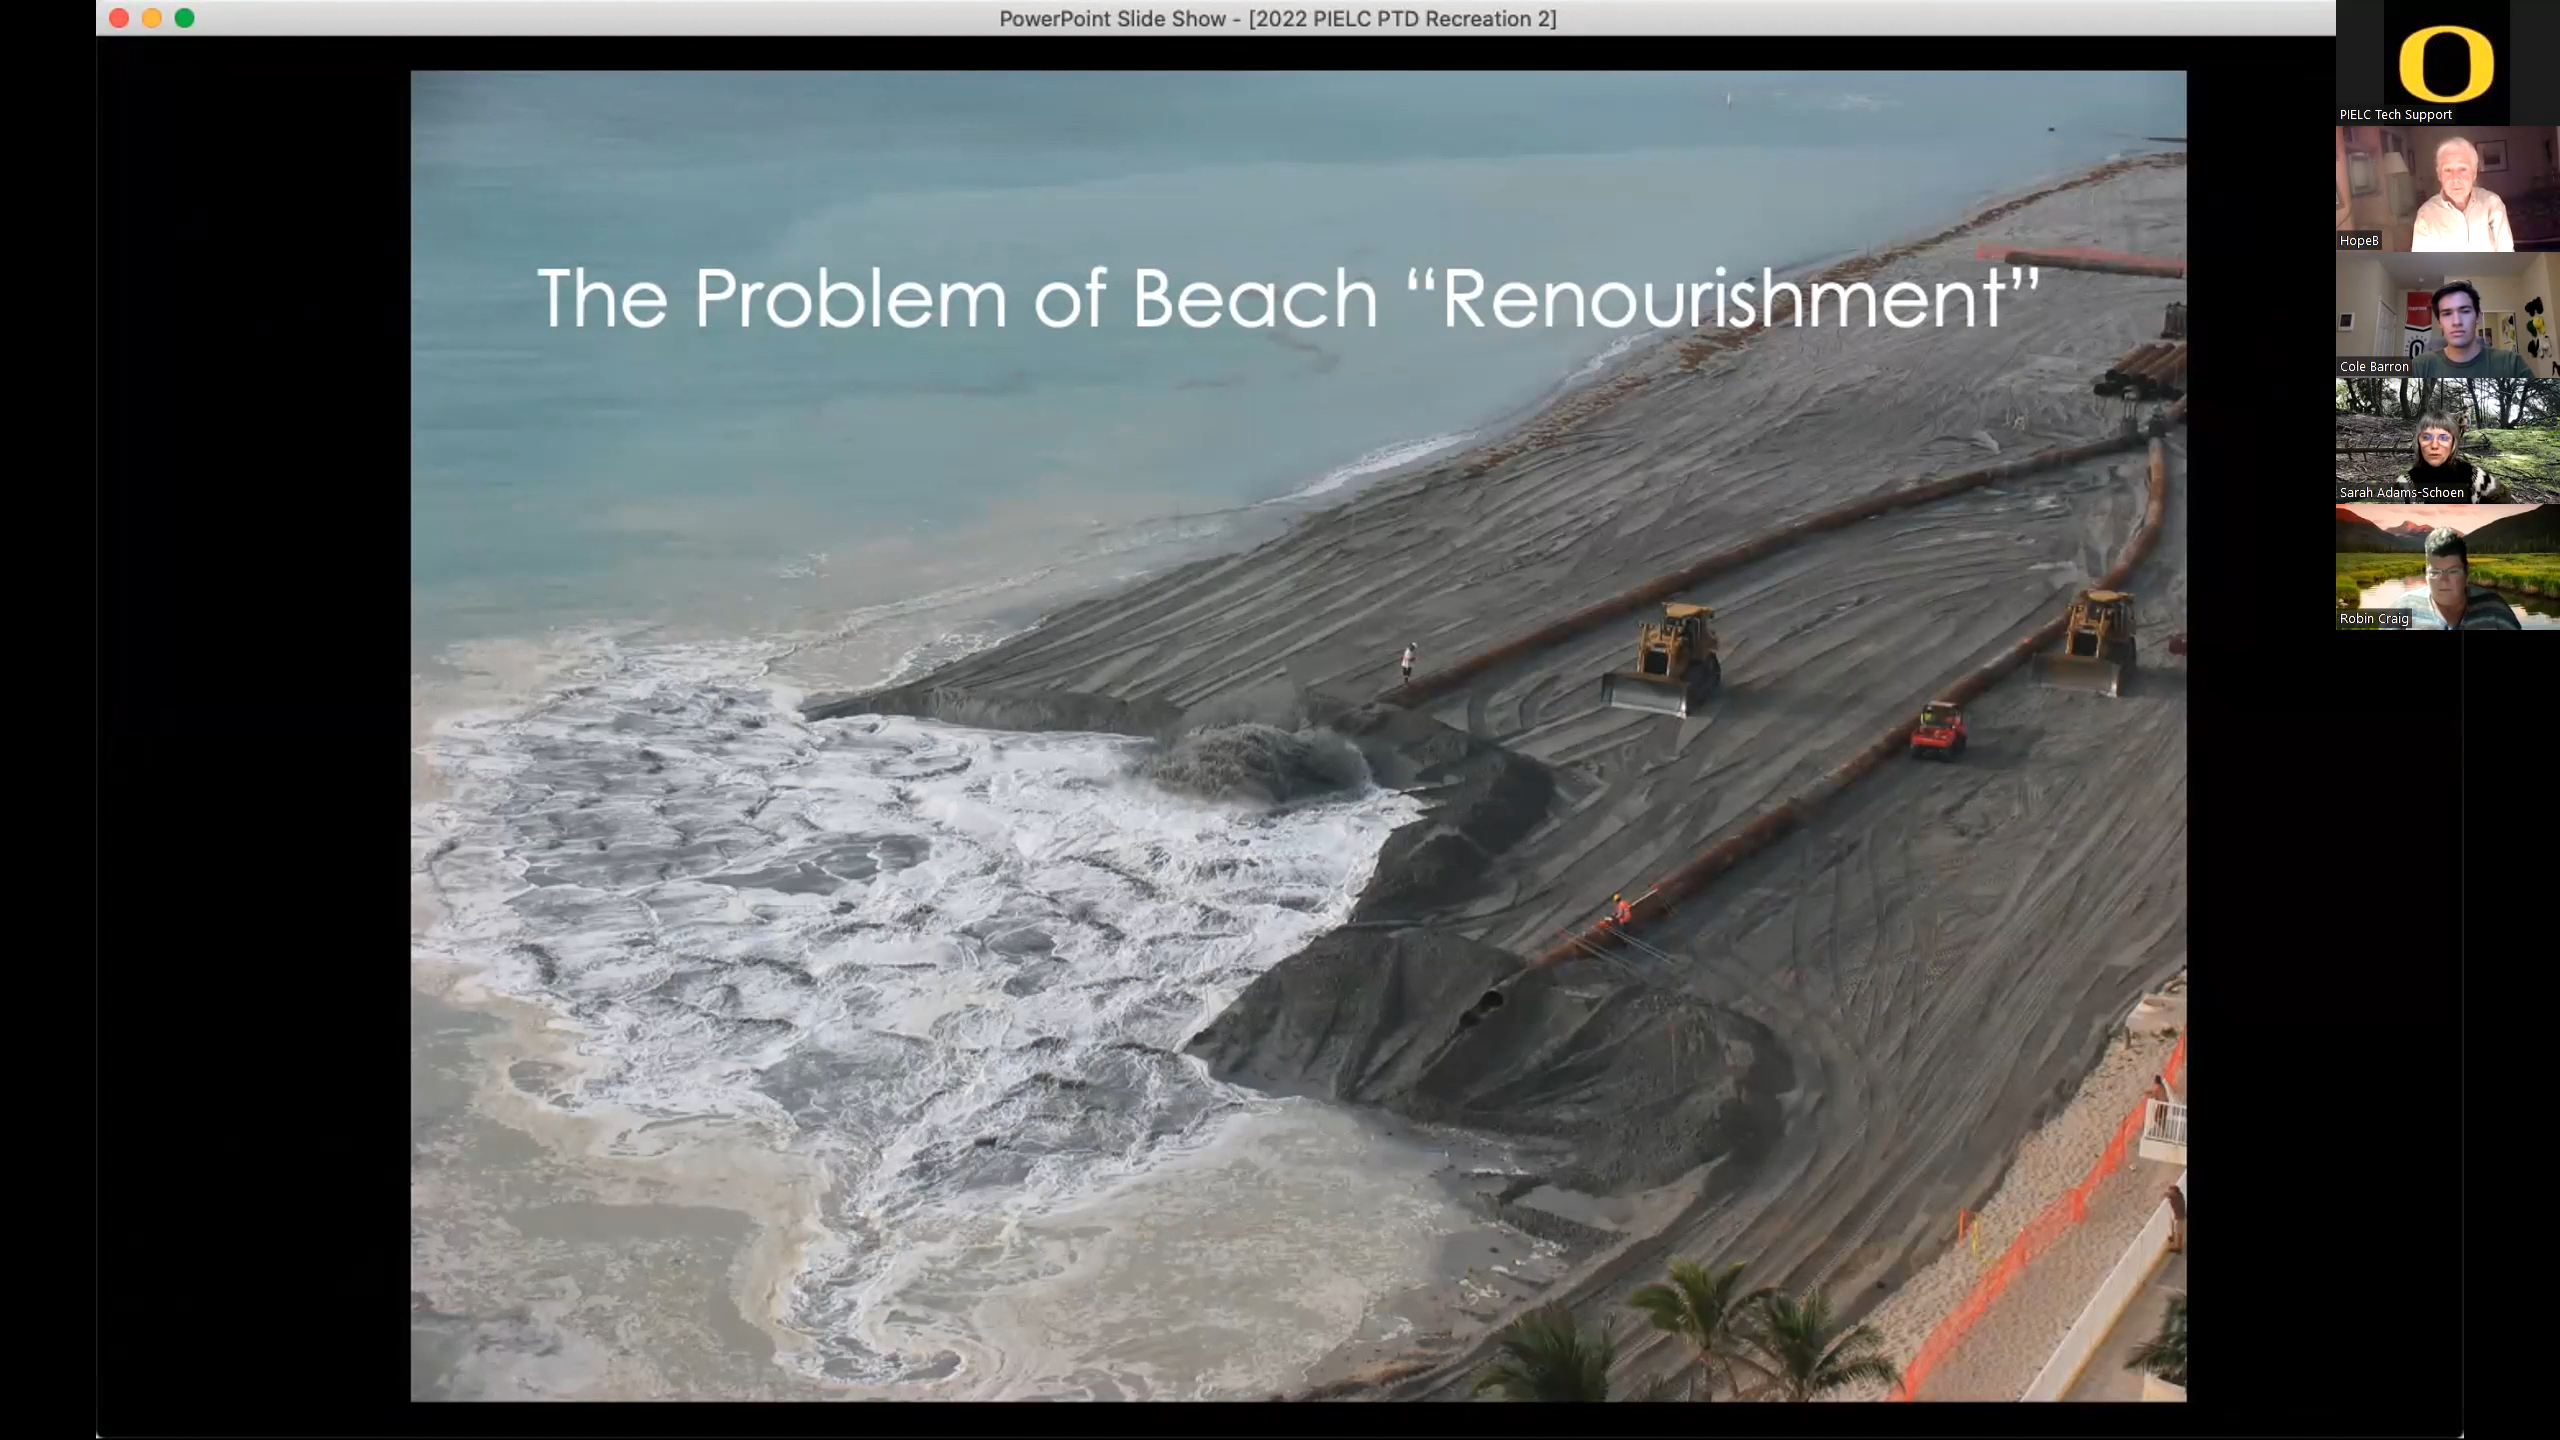 PowerPoint Slide Show - [2022 PIELC PTD Recreation 2]
The Problem of Beach “Renourishment”
O
PIELC Tech Support
HopeB
Cole Barron
Sarah Adams-Schoen
Robin Craig